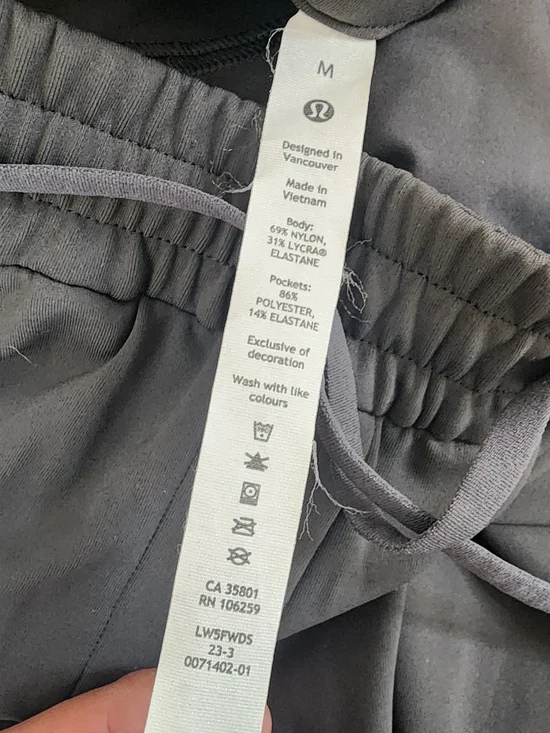 M
Designed in
Vancouver
Made in
Vietnam
Body:
69% NYLON,
31% LYCRA®
ELASTANE
Pockets:
86%
POLYESTER,
14% ELASTANE
Exclusive of
decoration
Wash with like
colours
CA 35801
RN 106259
LW5FWDS
23-3
0071402-01